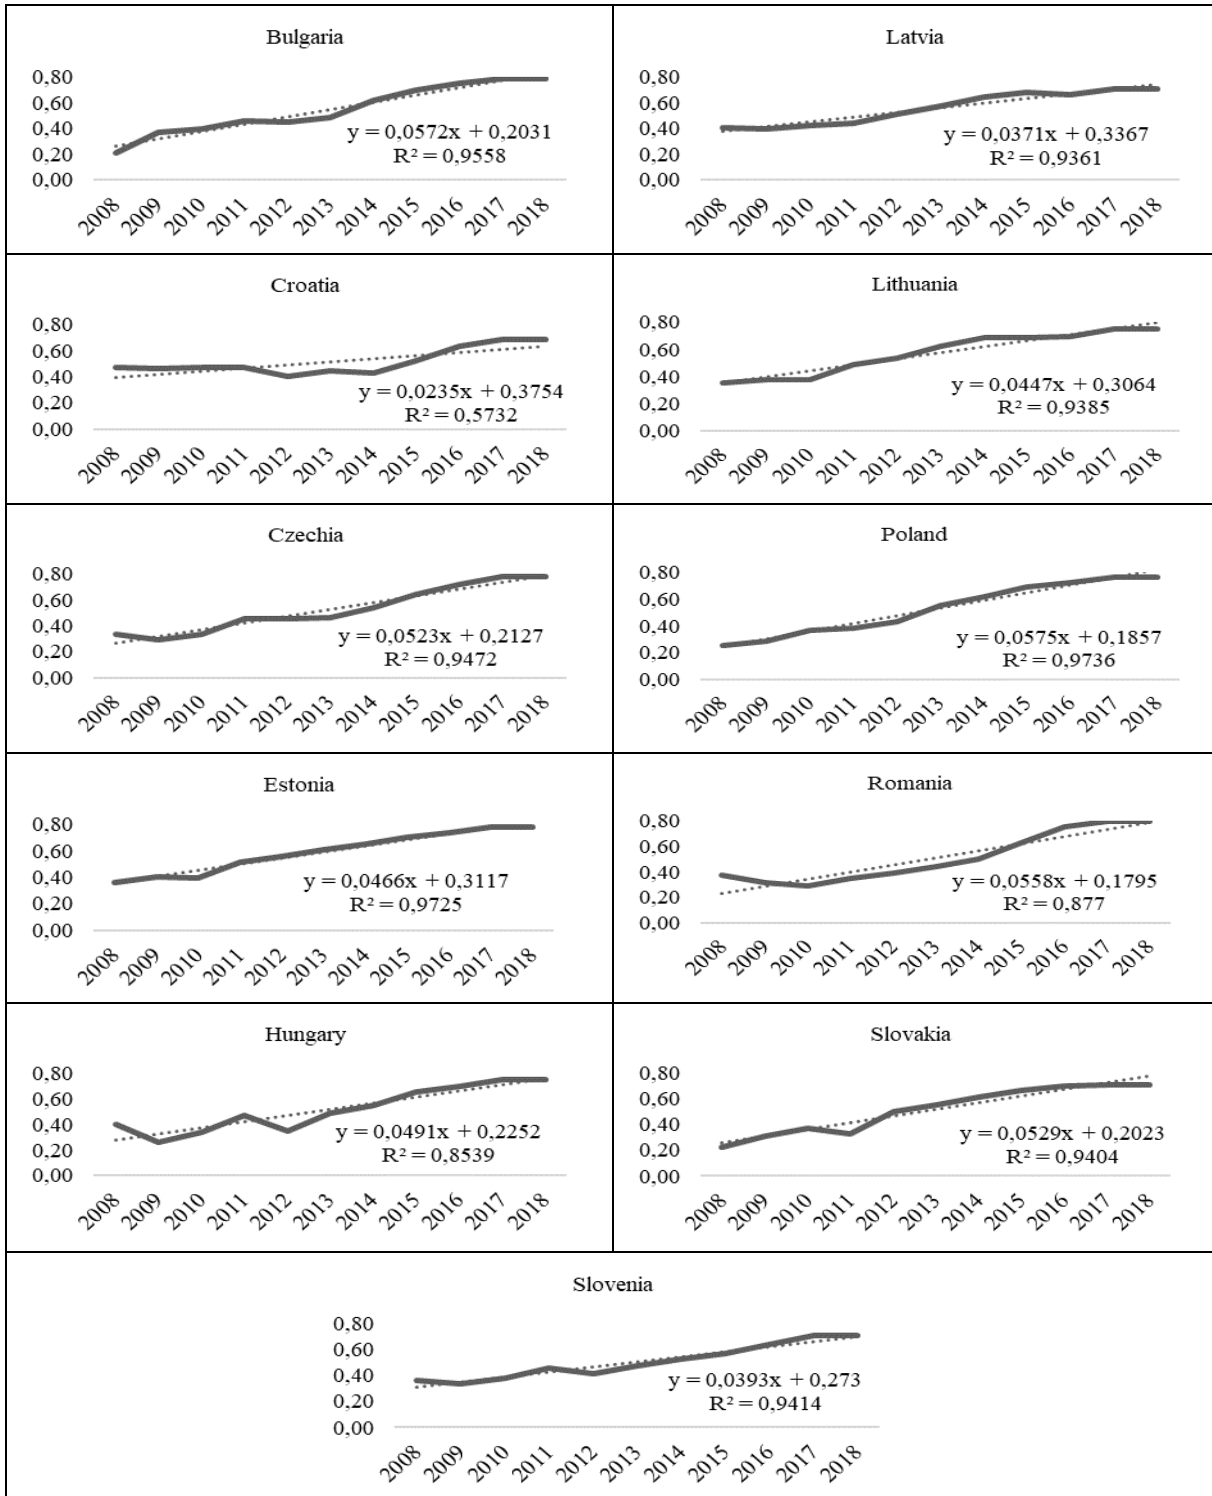 Bulgaria
0,80
0,60
0,40
0,20
0,00
y = 0,0572x + 0,2031
R² = 0,9558
2008 2009 2010 2011 2012 2013 2014 2015 2016 2017 2018
Latvia
0,80
0,60
0,40
0,20
0,00
y = 0,0371x + 0,3367
R² = 0,9361
2008 2009 2010 2011 2012 2013 2014 2015 2016 2017 2018
Croatia
0,80
0,60
0,40
0,20
0,00
y = 0,0235x + 0,3754
R² = 0,5732
2008 2009 2010 2011 2012 2013 2014 2015 2016 2017 2018
Lithuania
0,80
0,60
0,40
0,20
0,00
y = 0,0447x + 0,3064
R² = 0,9385
2008 2009 2010 2011 2012 2013 2014 2015 2016 2017 2018
Czechia
0,80
0,60
0,40
0,20
0,00
y = 0,0523x + 0,2127
R² = 0,9472
2008 2009 2010 2011 2012 2013 2014 2015 2016 2017 2018
Poland
0,80
0,60
0,40
0,20
0,00
y = 0,0575x + 0,1857
R² = 0,9736
2008 2009 2010 2011 2012 2013 2014 2015 2016 2017 2018
Estonia
0,80
0,60
0,40
0,20
0,00
y = 0,0466x + 0,3117
R² = 0,9725
2008 2009 2010 2011 2012 2013 2014 2015 2016 2017 2018
Romania
0,80
0,60
0,40
0,20
0,00
y = 0,0558x + 0,1795
R² = 0,877
2008 2009 2010 2011 2012 2013 2014 2015 2016 2017 2018
Hungary
0,80
0,60
0,40
0,20
0,00
y = 0,0491x + 0,2252
R² = 0,8539
2008 2009 2010 2011 2012 2013 2014 2015 2016 2017 2018
Slovakia
0,80
0,60
0,40
0,20
0,00
y = 0,0529x + 0,2023
R² = 0,9404
2008 2009 2010 2011 2012 2013 2014 2015 2016 2017 2018
Slovenia
0,80
0,60
0,40
0,20
0,00
y = 0,0393x + 0,273
R² = 0,9414
2008 2009 2010 2011 2012 2013 2014 2015 2016 2017 2018